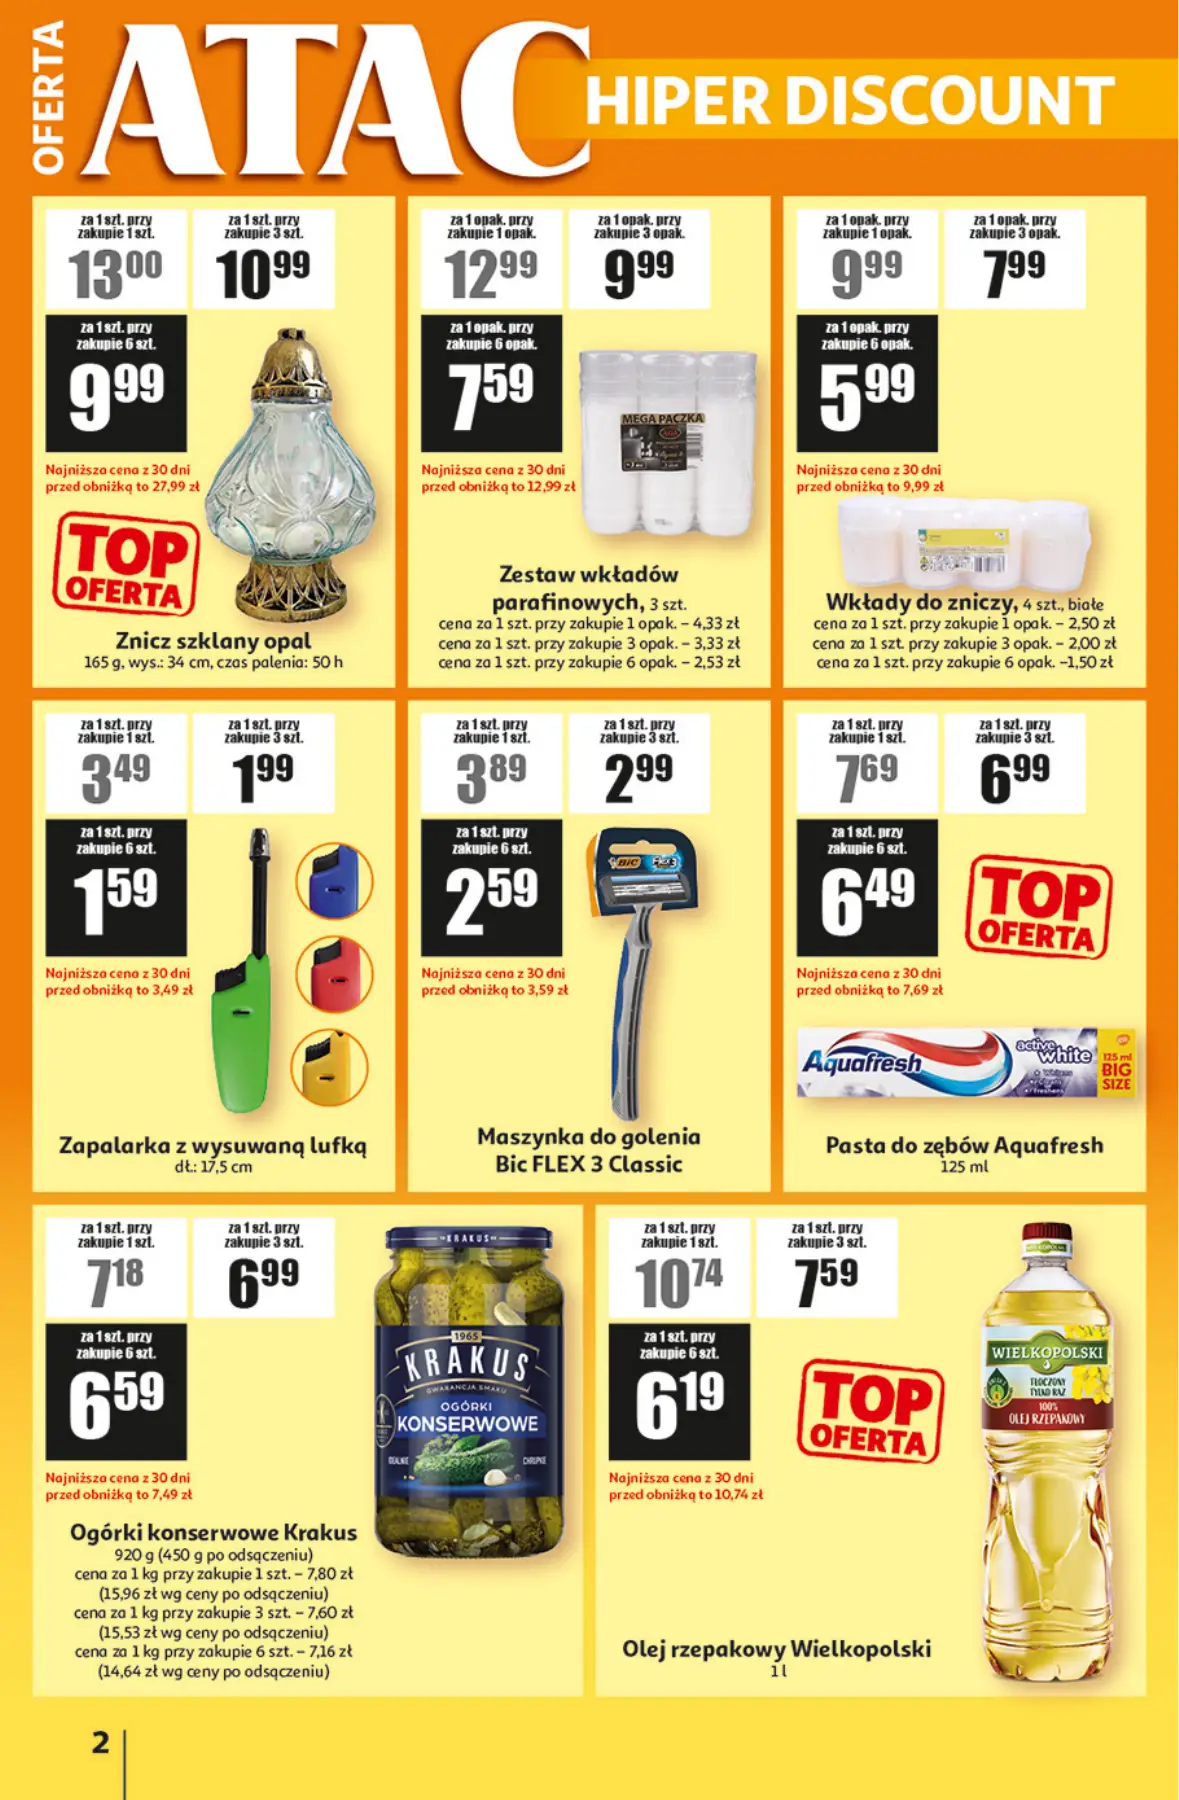 OFERTA
ATAC
HIPER DISCOUNT
za 1 szt. przy
zakupie 1 szt.
13 00
za 1 szt. przy
zakupie 3 szt.
10 99
za 1 szt. przy
zakupie 6 szt.
9 99
Najniższa cena z 30 dni
przed obniżką to 27,99 zł
TOP
OFERTA
Znicz szklany opal
165 g, wys.: 34 cm, czas palenia: 50 h
za 1 opak. przy
zakupie 1 opak.
12 99
za 1 opak. przy
zakupie 3 opak.
9 99
za 1 opak. przy
zakupie 6 opak.
7 59
Najniższa cena z 30 dni
przed obniżką to 12,99 zł
MEGA PACZKA
Zestaw wkładów
parafinowych, 3 szt.
cena za 1 szt. przy zakupie 1 opak. – 4,33 zł
cena za 1 szt. przy zakupie 3 opak. – 3,33 zł
cena za 1 szt. przy zakupie 6 opak. – 2,53 zł
za 1 opak. przy
zakupie 1 opak.
9 99
za 1 opak. przy
zakupie 3 opak.
7 99
za 1 opak. przy
zakupie 6 opak.
5 99
Najniższa cena z 30 dni
przed obniżką to 9,99 zł
Wkłady do zniczy, 4 szt., białe
cena za 1 szt. przy zakupie 1 opak. – 2,50 zł
cena za 1 szt. przy zakupie 3 opak. – 2,00 zł
cena za 1 szt. przy zakupie 6 opak. –1,50 zł
za 1 szt. przy
zakupie 1 szt.
3 49
za 1 szt. przy
zakupie 3 szt.
1 99
za 1 szt. przy
zakupie 6 szt.
1 59
Najniższa cena z 30 dni
przed obniżką to 3,49 zł
Zapalarka z wysuwaną lufką
dł.: 17,5 cm
za 1 szt. przy
zakupie 1 szt.
3 89
za 1 szt. przy
zakupie 3 szt.
2 99
za 1 szt. przy
zakupie 6 szt.
2 59
Najniższa cena z 30 dni
przed obniżką to 3,59 zł
BIC Flex 3
Maszynka do golenia
Bic FLEX 3 Classic
za 1 szt. przy
zakupie 1 szt.
7 69
za 1 szt. przy
zakupie 3 szt.
6 99
za 1 szt. przy
zakupie 6 szt.
6 49
Najniższa cena z 30 dni
przed obniżką to 7,69 zł
TOP
OFERTA
Aquafresh
active
white
125 ml
BIG
SIZE
Pasta do zębów Aquafresh
125 ml
za 1 szt. przy
zakupie 1 szt.
7 18
za 1 szt. przy
zakupie 3 szt.
6 99
za 1 szt. przy
zakupie 6 szt.
6 59
Najniższa cena z 30 dni
przed obniżką to 7,49 zł
KRAKUS
1965
KRAKUS
GWARANCJA SMAKU
OGÓRKI
KONSERWOWE
IDEALNIE
CHRUPKIE
Ogórki konserwowe Krakus
920 g (450 g po odsączeniu)
cena za 1 kg przy zakupie 1 szt. – 7,80 zł
(15,96 zł wg ceny po odsączeniu)
cena za 1 kg przy zakupie 3 szt. – 7,60 zł
(15,53 zł wg ceny po odsączeniu)
cena za 1 kg przy zakupie 6 szt. – 7,16 zł
(14,64 zł wg ceny po odsączeniu)
za 1 szt. przy
zakupie 1 szt.
10 74
za 1 szt. przy
zakupie 3 szt.
7 59
za 1 szt. przy
zakupie 6 szt.
6 19
Najniższa cena z 30 dni
przed obniżką to 10,74 zł
TOP
OFERTA
WIELKOPOLSKI
TŁOCZONY
TYLKO RAZ
100%
OLEJ RZEPAKOWY
Olej rzepakowy Wielkopolski
1 l
2